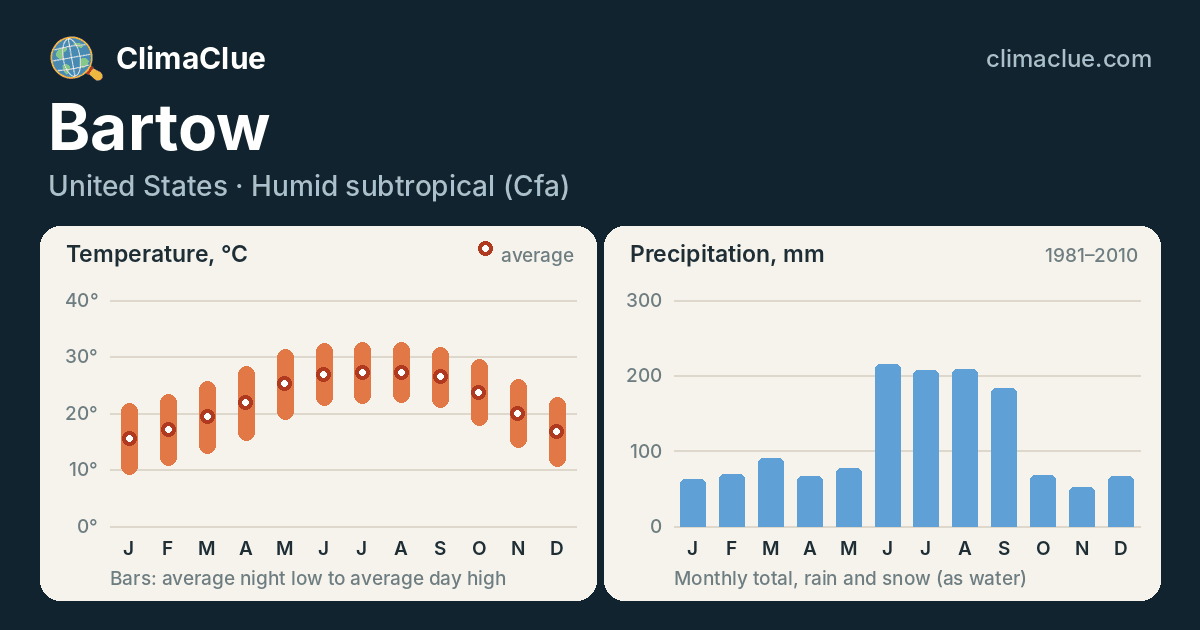 ClimaClue
climaclue.com
Bartow
United States · Humid subtropical (Cfa)
Temperature, °C
average
40°
30°
20°
10°
0°
J F M A M J J A S O N D
Bars: average night low to average day high
Precipitation, mm
1981–2010
300
200
100
0
J F M A M J J A S O N D
Monthly total, rain and snow (as water)